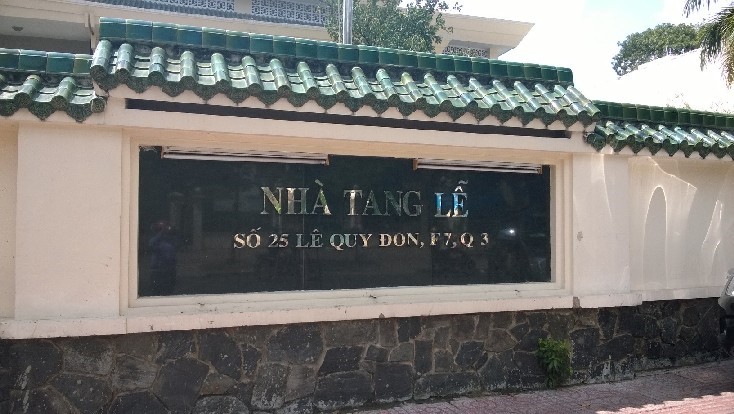 NHÀ TANG LỄ
SỐ 25 LÊ QUY ĐON, F7, Q 3